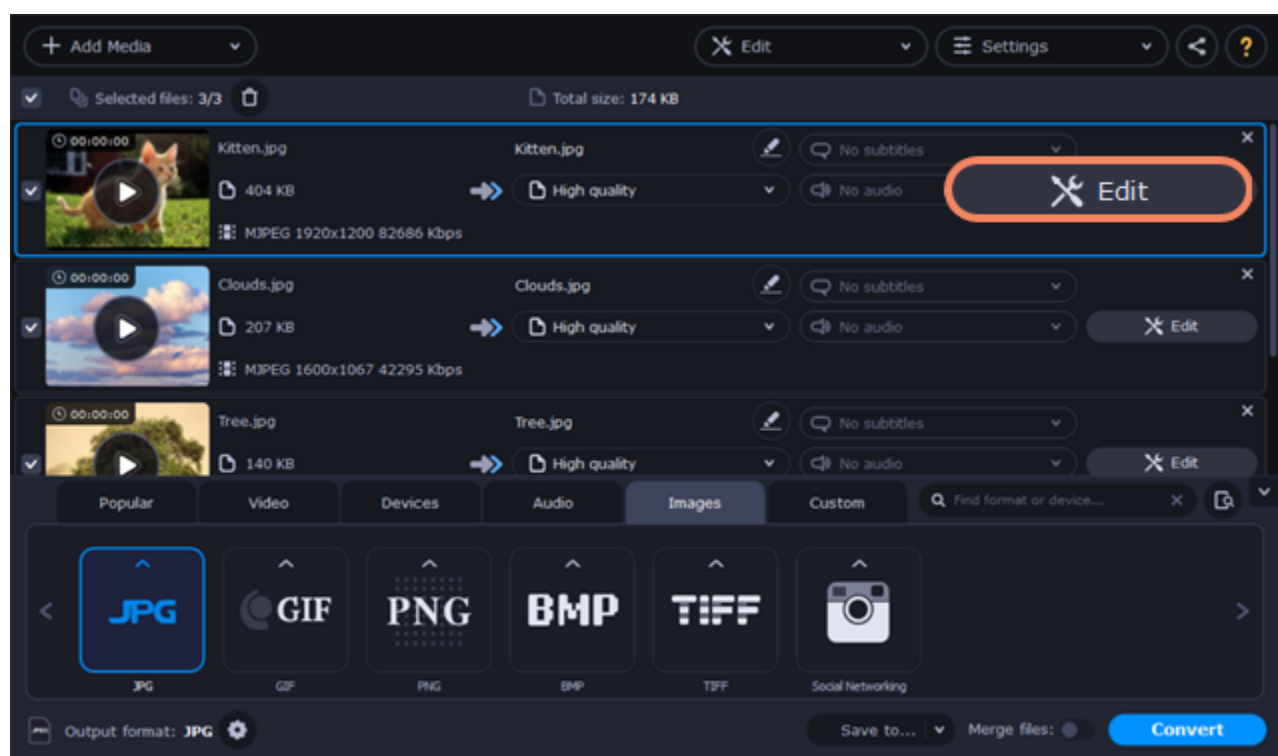 Add Media
Edit
Settings
?
Selected files: 3/3
Total size: 174 KB
00:00:00
Kitten.jpg
Kitten.jpg
No subtitles
404 KB
High quality
No audio
Edit
MJPEG 1920x1200 82686 Kbps
00:00:00
Clouds.jpg
Clouds.jpg
No subtitles
207 KB
High quality
No audio
Edit
MJPEG 1600x1067 42295 Kbps
00:00:00
Tree.jpg
Tree.jpg
No subtitles
140 KB
High quality
No audio
Edit
Popular
Video
Devices
Audio
Images
Custom
Find format or device...
JPG
GIF
PNG
BMP
TIFF
JPG
GIF
PNG
BMP
TIFF
Social Networking
Output format: JPG
Save to...
Merge files:
Convert